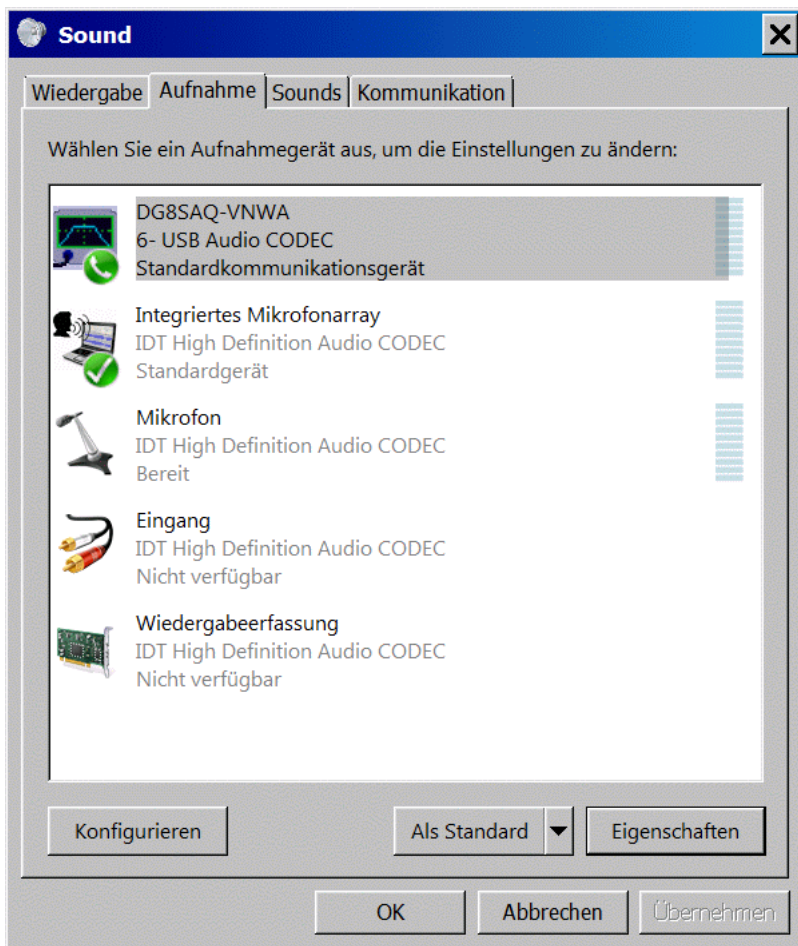 Sound
Wiedergabe Aufnahme Sounds Kommunikation
Wählen Sie ein Aufnahmegerät aus, um die Einstellungen zu ändern:
DG8SAQ-VNWA
6- USB Audio CODEC
Standardkommunikationsgerät
Integriertes Mikrofonarray
IDT High Definition Audio CODEC
Standardgerät
Mikrofon
IDT High Definition Audio CODEC
Bereit
Eingang
IDT High Definition Audio CODEC
Nicht verfügbar
Wiedergabeerfassung
IDT High Definition Audio CODEC
Nicht verfügbar
Konfigurieren Als Standard Eigenschaften
OK Abbrechen Übernehmen